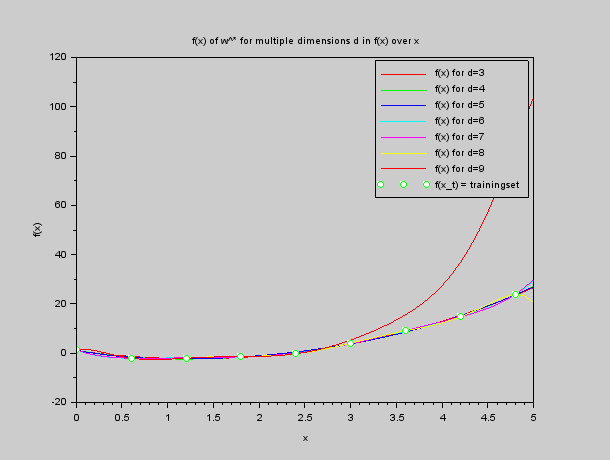 f(x) of w^* for multiple dimensions d in f(x) over x
120
100
80
60
40
20
0
-20
f(x)
f(x) for d=3
f(x) for d=4
f(x) for d=5
f(x) for d=6
f(x) for d=7
f(x) for d=8
f(x) for d=9
f(x_t) = trainingset
0 0.5 1 1.5 2 2.5 3 3.5 4 4.5 5
x